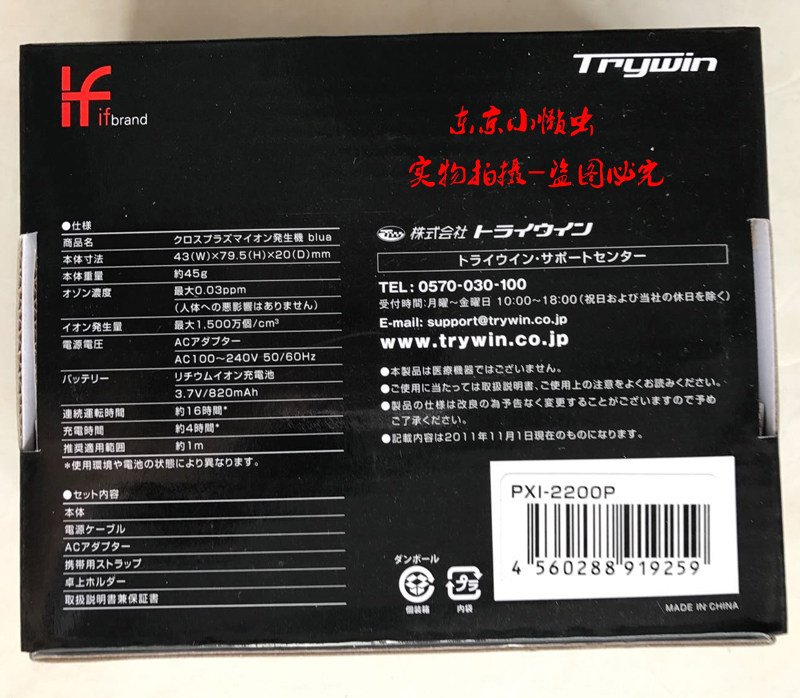 if
ifbrand
Trywin
东京小懒虫
实物拍摄-盗图必究
●仕様
商品名 クロスプラズマイオン発生機 blua
本体寸法 43(W)×79.5(H)×20(D)mm
本体重量 約45g
オゾン濃度 最大0.03ppm
(人体への悪影響はありません)
イオン発生量 最大1,500万個/cm³
電源電圧 ACアダプター
AC100〜240V 50/60Hz
バッテリー リチウムイオン充電池
3.7V/820mAh
連続運転時間 約16時間*
充電時間 約4時間*
推奨適用範囲 約1m
*使用環境や電池の状態により異なります。
●セット内容
本体
電源ケーブル
ACアダプター
携帯用ストラップ
卓上ホルダー
取扱説明書兼保証書
株式会社 トライウイン
トライウイン・サポートセンター
TEL: 0570-030-100
受付時間:月曜〜金曜日 10:00〜18:00(祝日および当社の休日を除く)
E-mail: support@trywin.co.jp
www.trywin.co.jp
●本製品は医療機器ではございません。
●ご使用に当たっては取扱説明書、ご使用上の注意をよくお読みください。
●製品の仕様は改良の為予告なく変更することがございますので予め
ご了承ください。
●記載内容は2011年11月1日現在のものになります。
PXI-2200P
4 560288 919259
ダンボール
個装箱
プラ
内袋
MADE IN CHINA